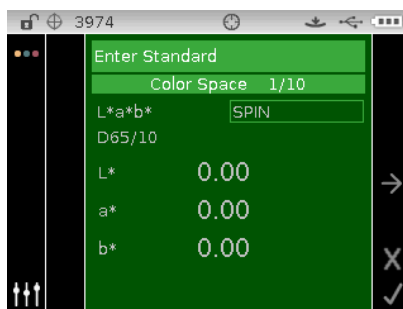 3974
Enter Standard
Color Space 1/10
L*a*b* SPIN
D65/10
L* 0.00
a* 0.00
b* 0.00